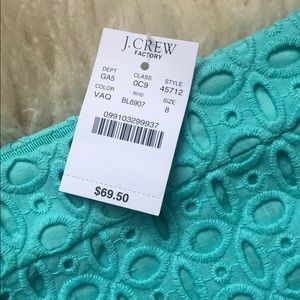 J.CREW
FACTORY
DEPT CLASS STYLE
GA5 0C9 45712
COLOR SIZE
VAQ BL6907 8
099103299937
$69.50